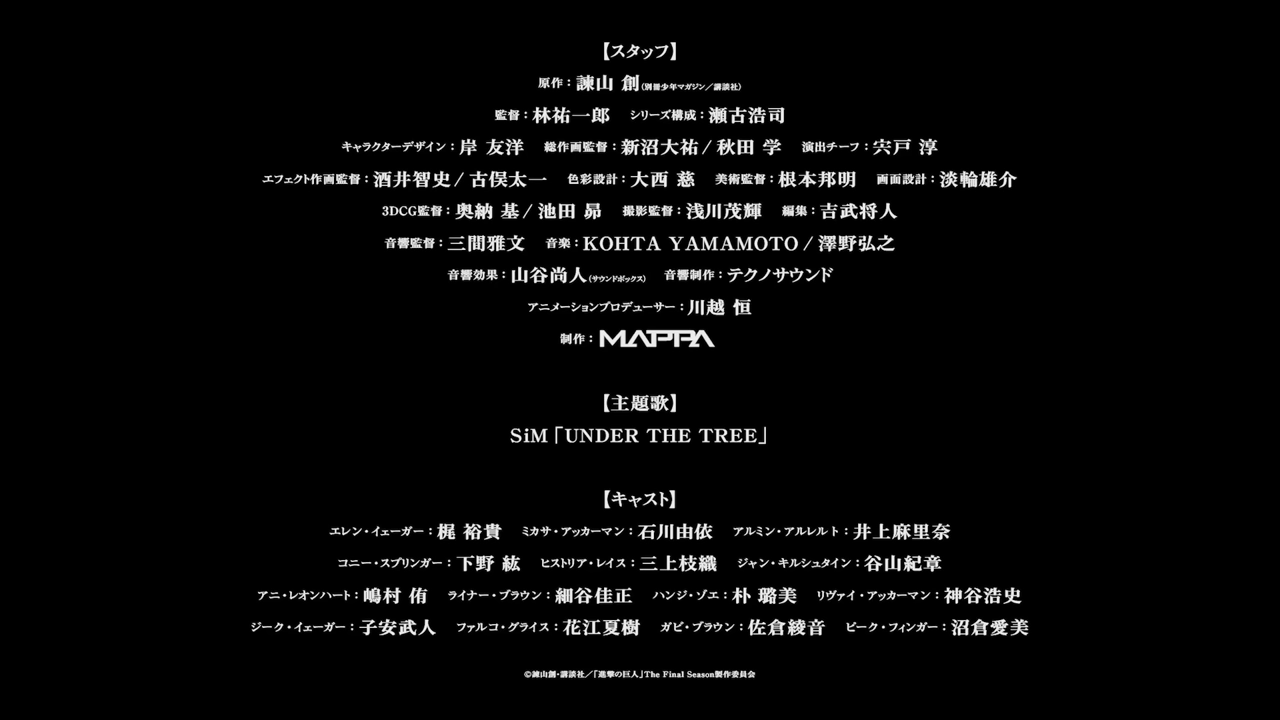 【スタッフ】
原作：諫山 創(別冊少年マガジン／講談社)
監督：林祐一郎 シリーズ構成：瀬古浩司
キャラクターデザイン：岸 友洋 総作画監督：新沼大祐／秋田 学 演出チーフ：宍戸 淳
エフェクト作画監督：酒井智史／古俣太一 色彩設計：大西 慈 美術監督：根本邦明 画面設計：淡輪雄介
3DCG監督：奥納 基／池田 昴 撮影監督：浅川茂輝 編集：吉武将人
音響監督：三間雅文 音楽：KOHTA YAMAMOTO／澤野弘之
音響効果：山谷尚人(サウンドボックス) 音響制作：テクノサウンド
アニメーションプロデューサー：川越 恒
制作：MAPPA
【主題歌】
SiM「UNDER THE TREE」
【キャスト】
エレン・イェーガー：梶 裕貴 ミカサ・アッカーマン：石川由依 アルミン・アルレルト：井上麻里奈
コニー・スプリンガー：下野 紘 ヒストリア・レイス：三上枝織 ジャン・キルシュタイン：谷山紀章
アニ・レオンハート：嶋村 侑 ライナー・ブラウン：細谷佳正 ハンジ・ゾエ：朴 璐美 リヴァイ・アッカーマン：神谷浩史
ジーク・イェーガー：子安武人 ファルコ・グライス：花江夏樹 ガビ・ブラウン：佐倉綾音 ピーク・フィンガー：沼倉愛美
©諫山創・講談社／「進撃の巨人」The Final Season製作委員会